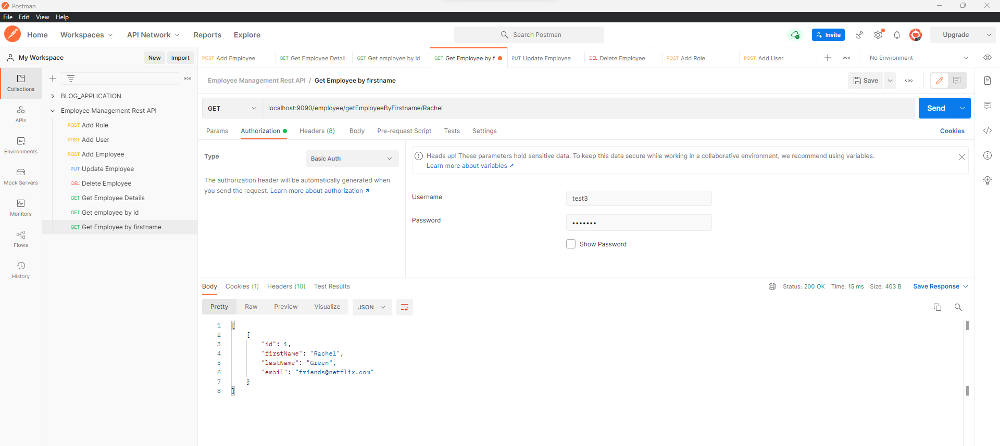 Postman
File Edit View Help
Home Workspaces API Network Reports Explore Search Postman Invite Upgrade
My Workspace New Import
POST Add Employee GET Get Employee Detail GET Get employee by id GET Get Employee by f PUT Update Employee DEL Delete Employee POST Add Role POST Add User No Environment
Collections
APIs
Environments
Mock Servers
Monitors
Flows
History
BLOG_APPLICATION
Employee Management Rest API
POST Add Role
POST Add User
POST Add Employee
PUT Update Employee
DEL Delete Employee
GET Get Employee Details
GET Get employee by id
GET Get Employee by firstname
Employee Management Rest API / Get Employee by firstname Save
GET localhost:9090/employee/getEmployeeByFirstname/Rachel Send
Params Authorization Headers (8) Body Pre-request Script Tests Settings Cookies
Type Basic Auth
The authorization header will be automatically generated when
you send the request. Learn more about authorization ↗
Heads up! These parameters hold sensitive data. To keep this data secure while working in a collaborative environment, we recommend using variables.
Learn more about variables ↗
Username test3
Password •••••••
Show Password
Body Cookies (1) Headers (10) Test Results Status: 200 OK Time: 15 ms Size: 403 B Save Response
Pretty Raw Preview Visualize JSON
1 [
2 {
3 "id": 1,
4 "firstName": "Rachel",
5 "lastName": "Green",
6 "email": "friends@netflix.com"
7 }
8 ]